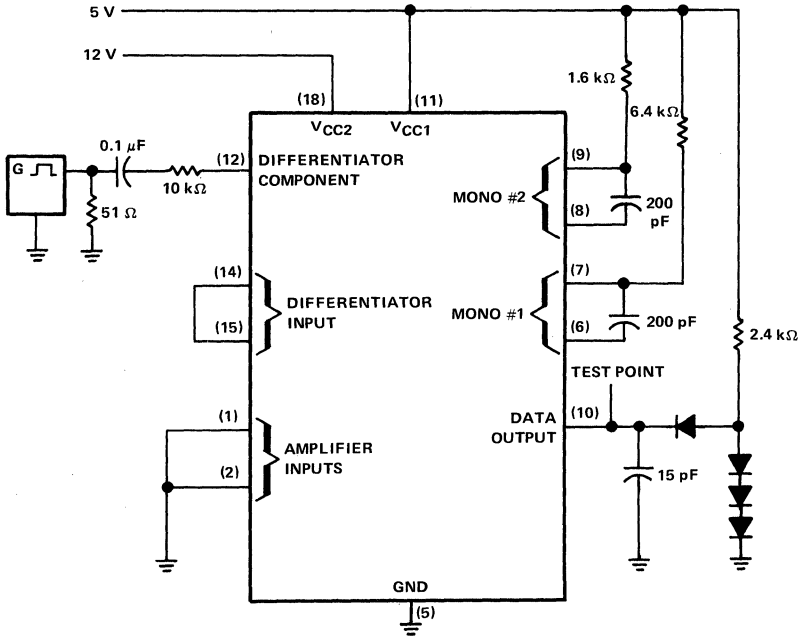 5 V
12 V
(18)
(11)
VCC2
VCC1
1.6 kΩ
6.4 kΩ
0.1 μF
G
(12)
DIFFERENTIATOR
COMPONENT
10 kΩ
51 Ω
(9)
MONO #2
(8)
200
pF
(14)
DIFFERENTIATOR
INPUT
(15)
(7)
MONO #1
(6)
200 pF
2.4 kΩ
TEST POINT
(1)
AMPLIFIER
INPUTS
(2)
DATA
OUTPUT
(10)
15 pF
GND
(5)